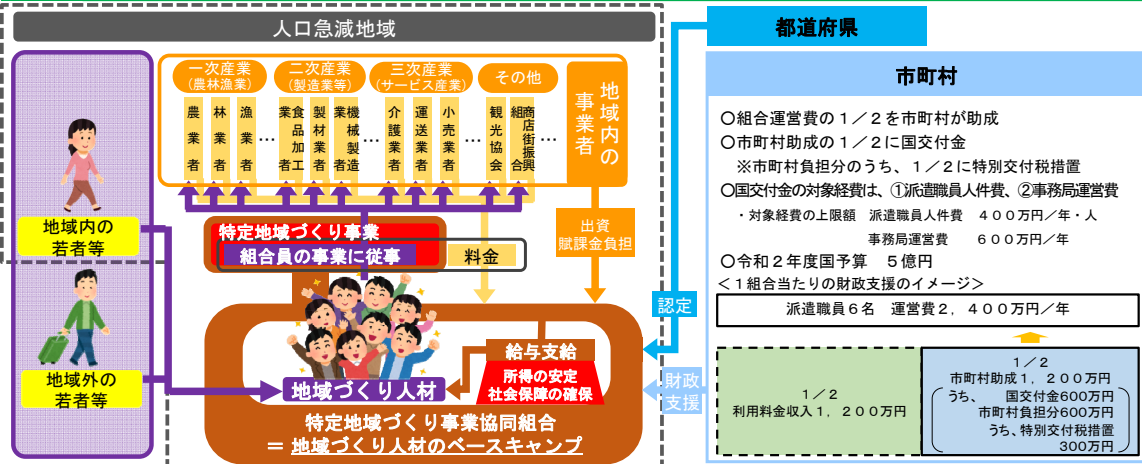 人口急減地域
一次産業
(農林漁業)
二次産業
(製造業等)
三次産業
(サービス産業)
その他
農業者
林業者
漁業者
…
食品加工業者
製材業者
機械製造業者
…
介護業者
運送業者
小売業者
…
観光協会
商店街振興組合
…
地域内の
事業者
地域内の
若者等
地域外の
若者等
特定地域づくり事業
組合員の事業に従事
料金
出資
賦課金負担
給与支給
所得の安定
社会保障の確保
地域づくり人材
特定地域づくり事業協同組合
＝ 地域づくり人材のベースキャンプ
認定
財政
支援
都道府県
市町村
〇組合運営費の１／２を市町村が助成
〇市町村助成の１／２に国交付金
※市町村負担分のうち、１／２に特別交付税措置
〇国交付金の対象経費は、①派遣職員人件費、②事務局運営費
・対象経費の上限額　派遣職員人件費　４００万円／年・人
事務局運営費　６００万円／年
〇令和２年度国予算　５億円
＜１組合当たりの財政支援のイメージ＞
派遣職員６名　運営費２，４００万円／年
１／２
利用料金収入１，２００万円
１／２
市町村助成１，２００万円
うち、　国交付金600万円
市町村負担分600万円
うち、特別交付税措置
300万円